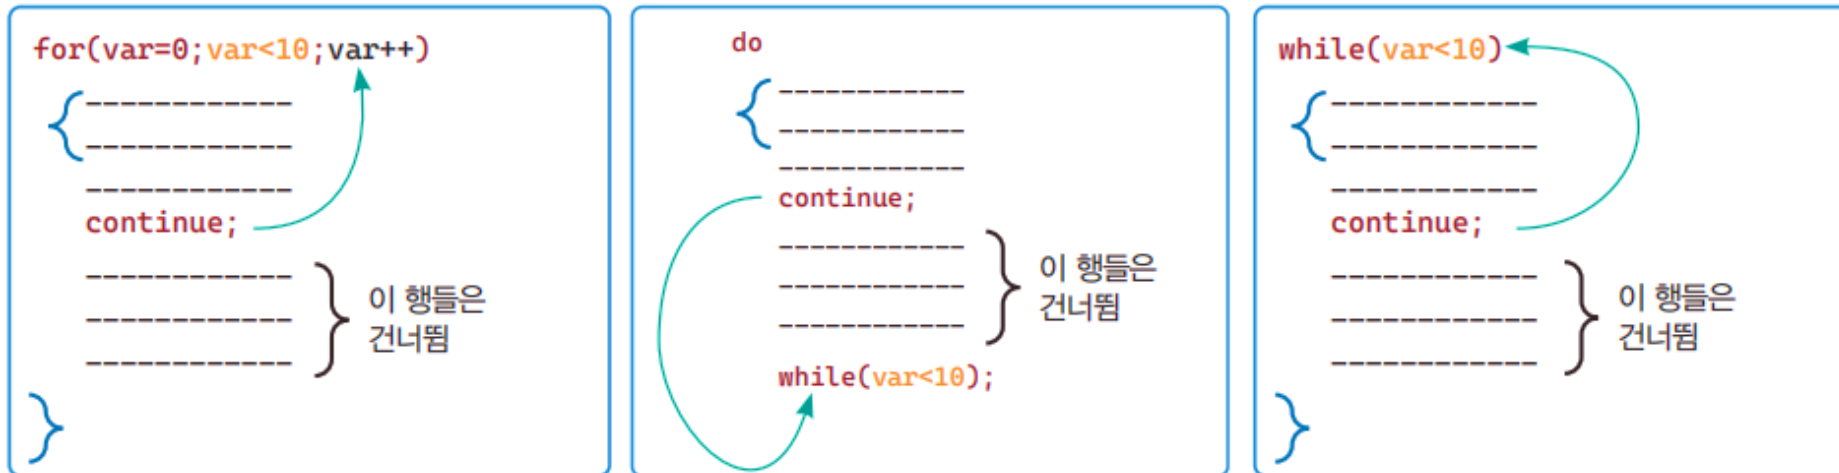 for(var=0;var<10;var++)
{
continue;
이 행들은
건너뜀
}
do
{
continue;
이 행들은
건너뜀
while(var<10);
while(var<10)
{
continue;
이 행들은
건너뜀
}